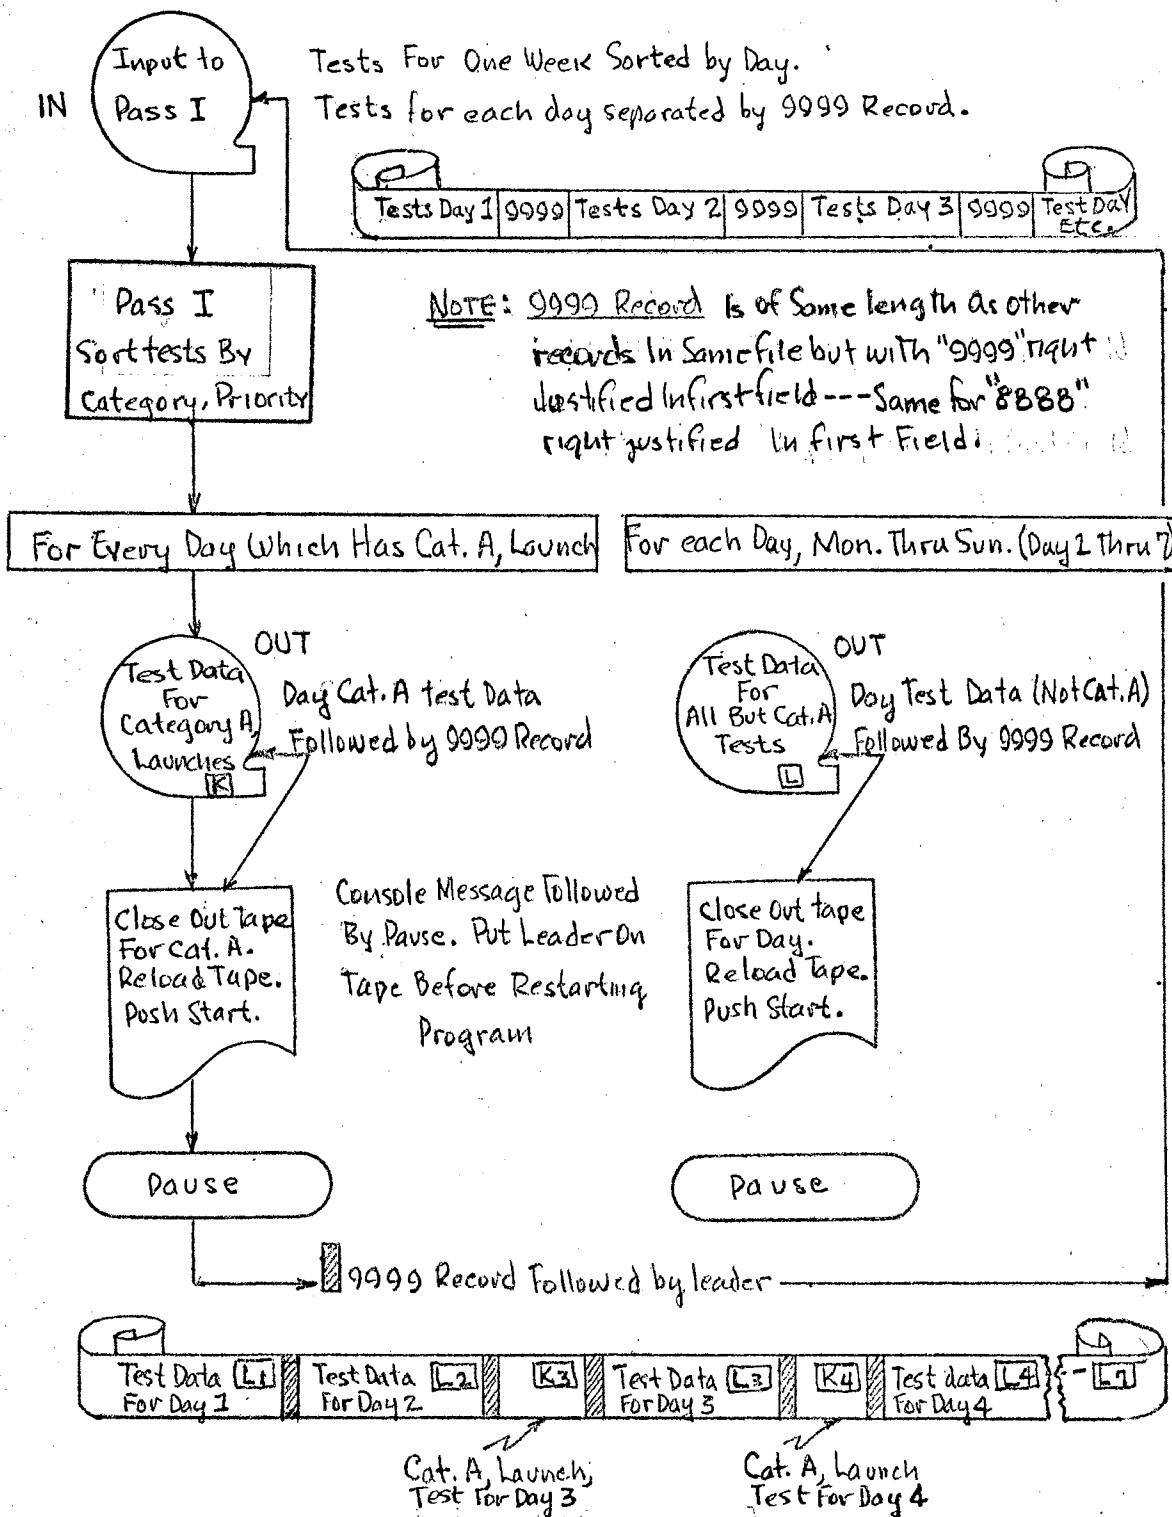 Input to
Pass I
IN
Tests For One Week Sorted by Day.
Tests for each day separated by 9999 Record.
Tests Day 1 9999 Tests Day 2 9999 Tests Day 3 9999 Test Day
Etc.
Pass I
Sort tests By
Category, Priority
NOTE: 9999 Record Is of Same length as other
records In Same file but with "9999" right
Justified In first field --- Same for "8888"
right justified in first Field.
For Every Day Which Has Cat. A, Launch
For each Day, Mon. Thru Sun. (Day 1 Thru 7)
OUT
Test Data
For
Category A,
Launches
K
Day Cat. A test Data
Followed by 9999 Record
OUT
Test Data
For
All But Cat. A
Tests
L
Day Test Data (Not Cat. A)
Followed By 9999 Record
Close Out Tape
For Cat. A.
Reload Tape.
Push Start.
Console Message Followed
By Pause. Put Leader On
Tape Before Restarting
Program
Close Out tape
For Day.
Reload Tape.
Push Start.
Pause
Pause
9999 Record Followed by leader
Test Data L1
For Day 1
Test Data L2
For Day 2
K3
Test Data L3
For Day 3
K4
Test data L4
For Day 4
-- L7
Cat. A, Launch,
Test For Day 3
Cat. A, Launch
Test For Day 4